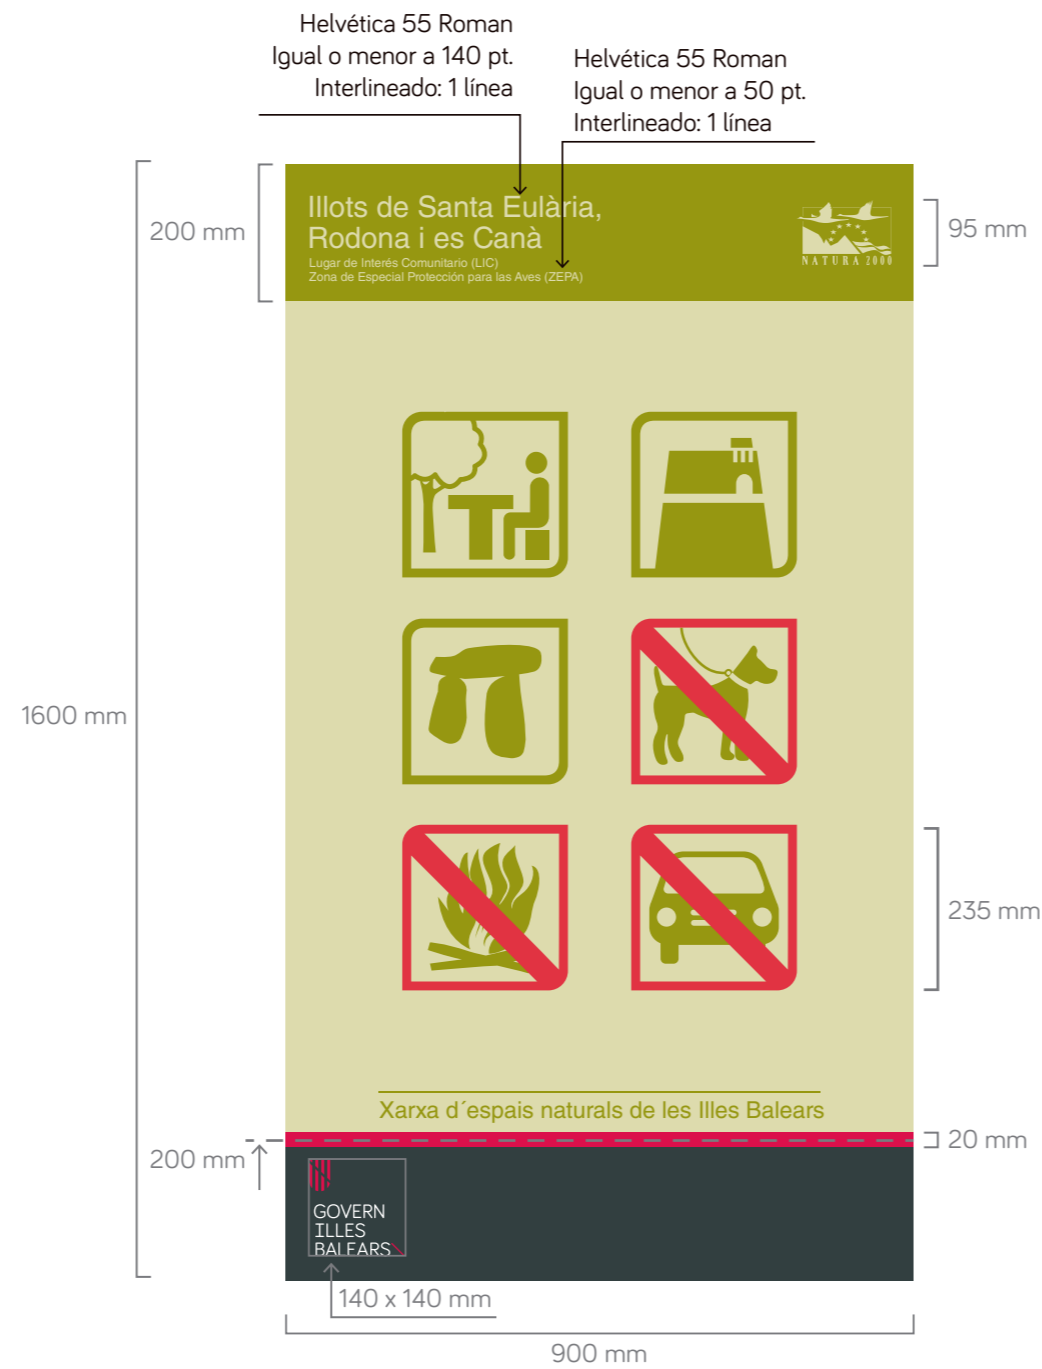 Helvética 55 Roman
Igual o menor a 140 pt.
Interlineado: 1 línea
Helvética 55 Roman
Igual o menor a 50 pt.
Interlineado: 1 línea
200 mm
Illots de Santa Eulària,
Rodona i es Canà
Lugar de Interés Comunitario (LIC)
Zona de Especial Protección para las Aves (ZEPA)
NATURA 2000
95 mm
1600 mm
235 mm
Xarxa d´espais naturals de les Illes Balears
20 mm
200 mm
GOVERN
ILLES
BALEARS
140 x 140 mm
900 mm